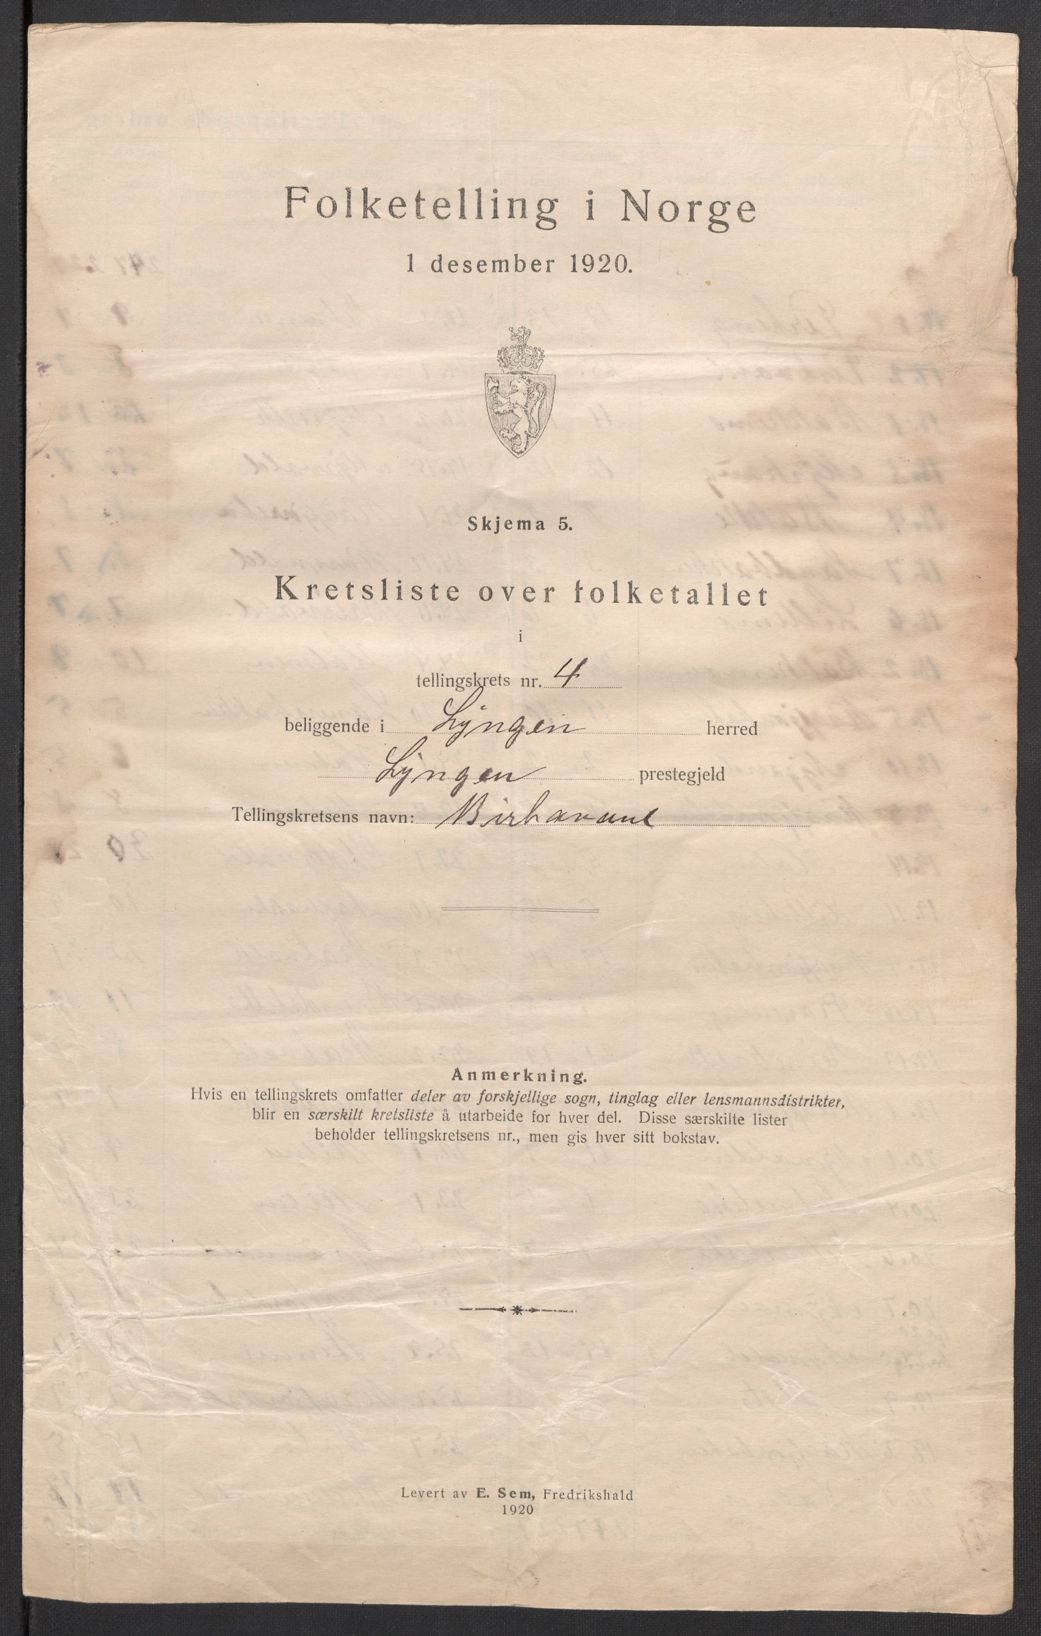 Folketelling i Norge
1 desember 1920.
Skjema 5.
Kretsliste over folketallet
i
tellingskrets nr. 4
beliggende i Lyngen herred
Lyngen prestegjeld
Tellingskretsens navn: Birtavarre
Anmerkning.
Hvis en tellingskrets omfatter deler av forskjellige sogn, tinglag eller lensmannsdistrikter,
blir en særskilt kretsliste å utarbeide for hver del. Disse særskilte lister
beholder tellingskretsens nr., men gis hver sitt bokstav.
Levert av E. Sem, Fredrikshald
1920